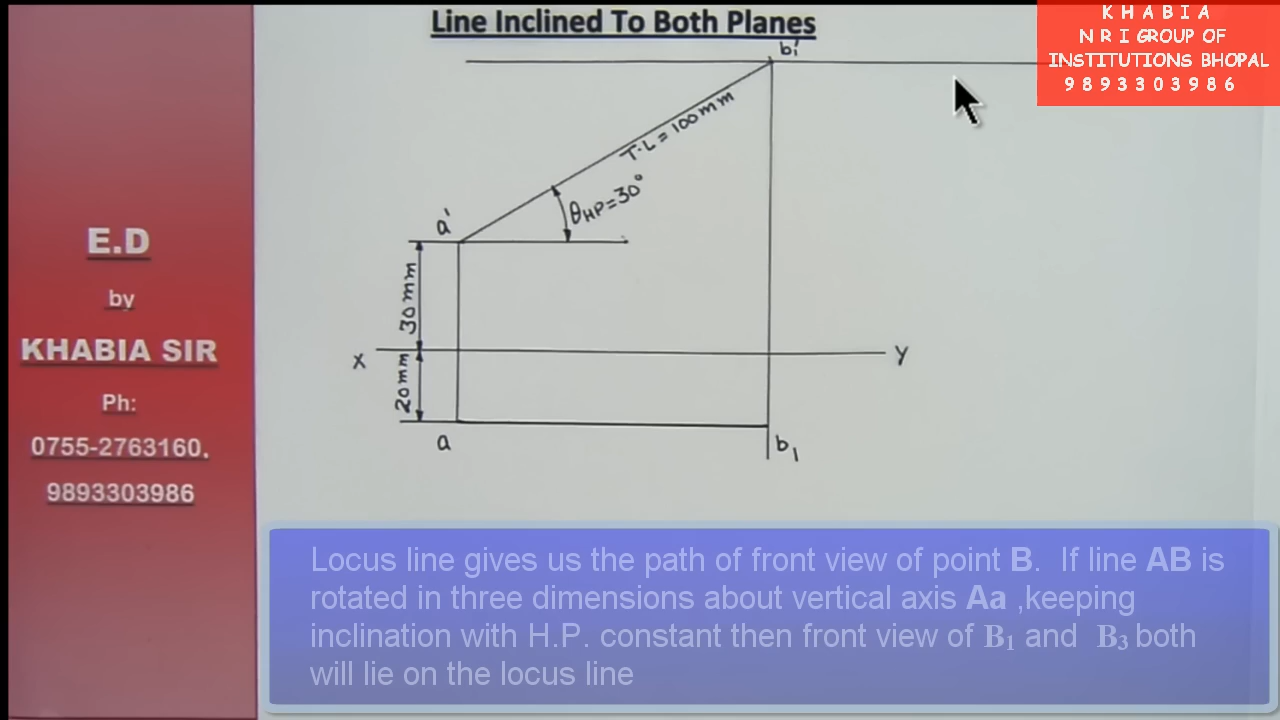 Line Inclined To Both Planes
K H A B I A
N R I GROUP OF
INSTITUTIONS BHOPAL
9 8 9 3 3 0 3 9 8 6
b₁'
T.L = 100mm
θHP=30°
a'
30mm
E.D
by
KHABIA SIR
Ph:
0755-2763160,
9893303986
X
Y
20mm
a
b₁
Locus line gives us the path of front view of point B. If line AB is
rotated in three dimensions about vertical axis Aa ,keeping
inclination with H.P. constant then front view of B₁ and B₃ both
will lie on the locus line